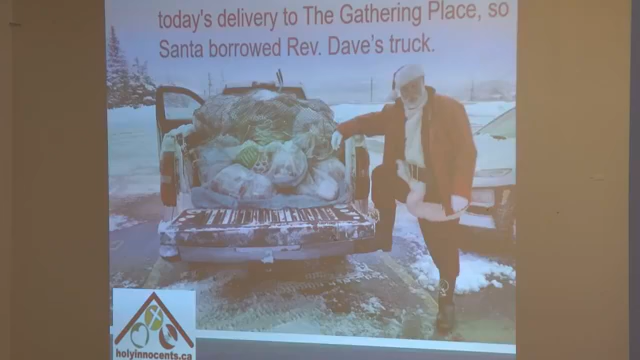 today's delivery to The Gathering Place, so
Santa borrowed Rev. Dave's truck.
holyinnocents.ca